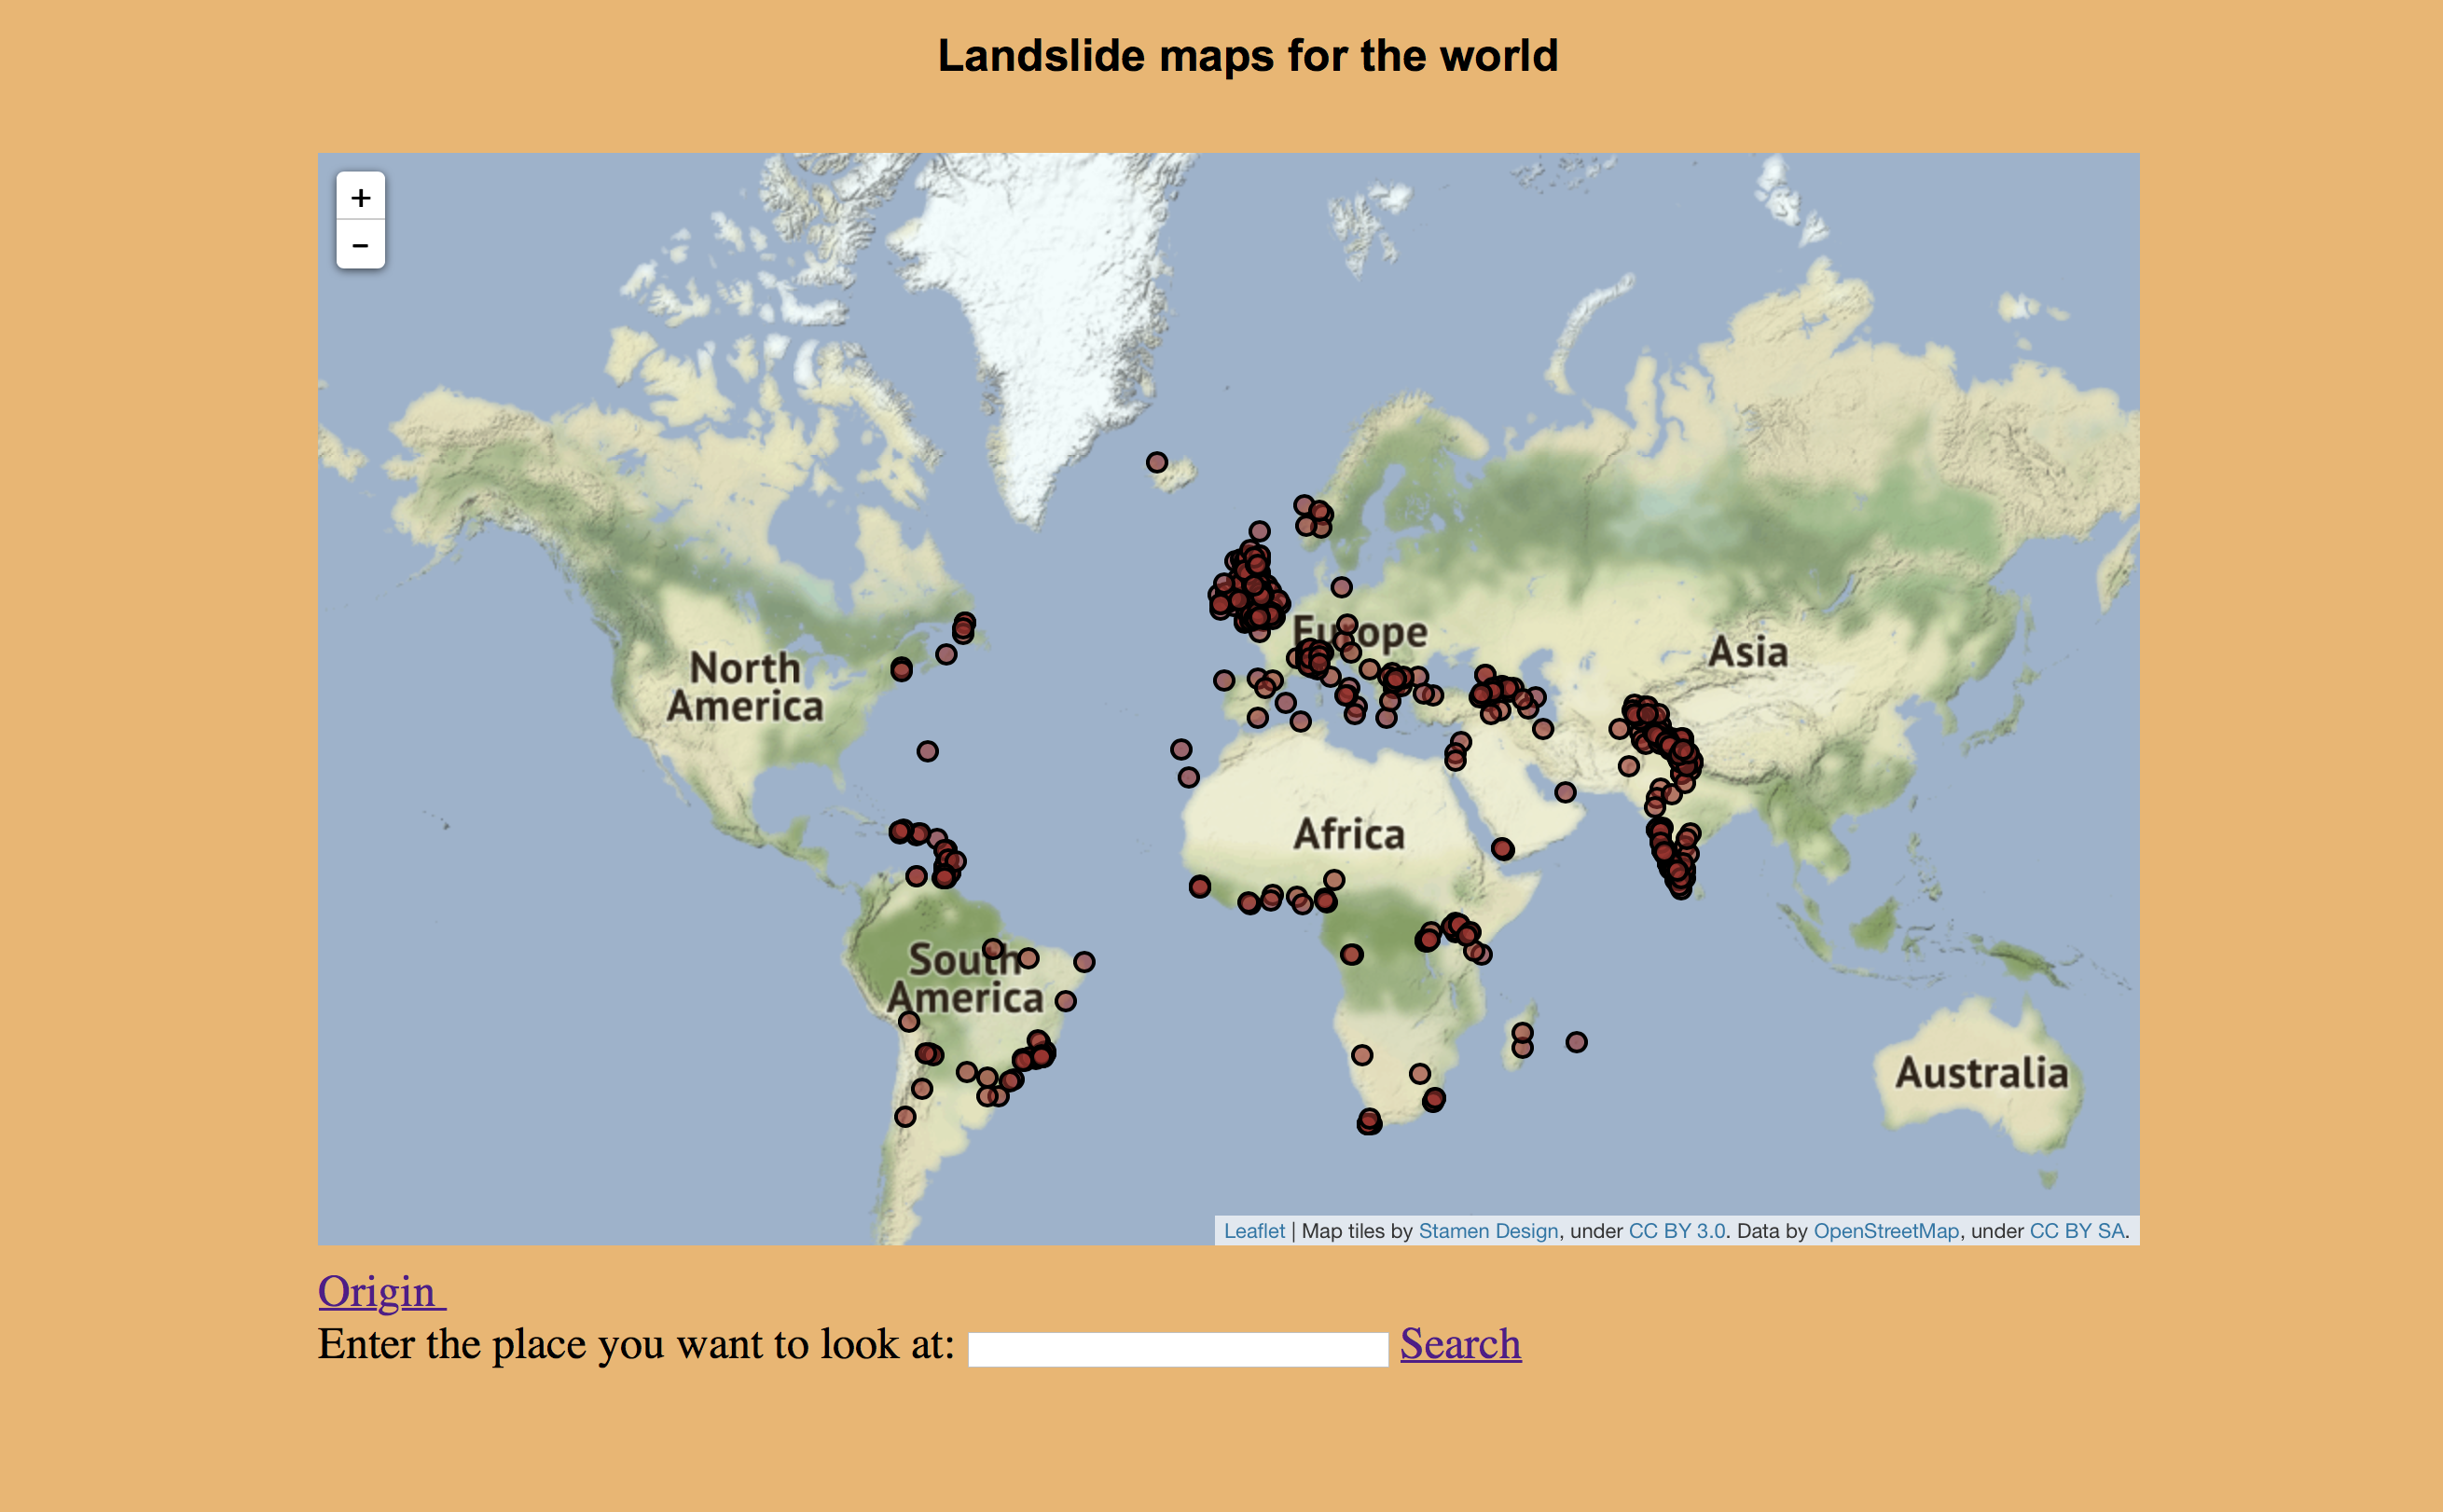 Landslide maps for the world
+
−
North
America
Europe
Asia
Africa
South
America
Australia
Leaflet | Map tiles by Stamen Design, under CC BY 3.0. Data by OpenStreetMap, under CC BY SA.
Origin
Enter the place you want to look at: Search